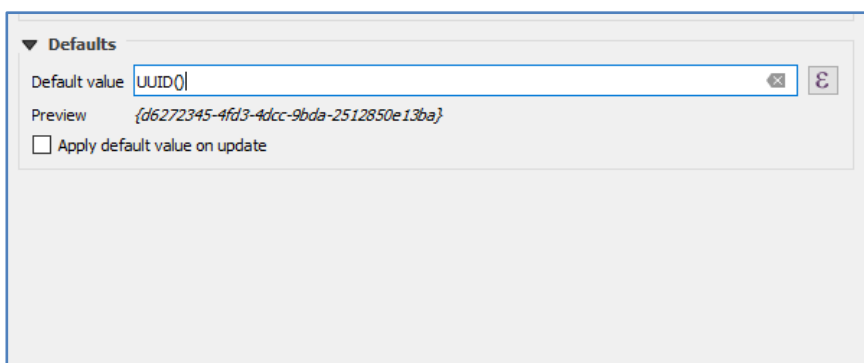 Defaults
Default value UUID() ε
Preview {d6272345-4fd3-4dcc-9bda-2512850e13ba}
Apply default value on update